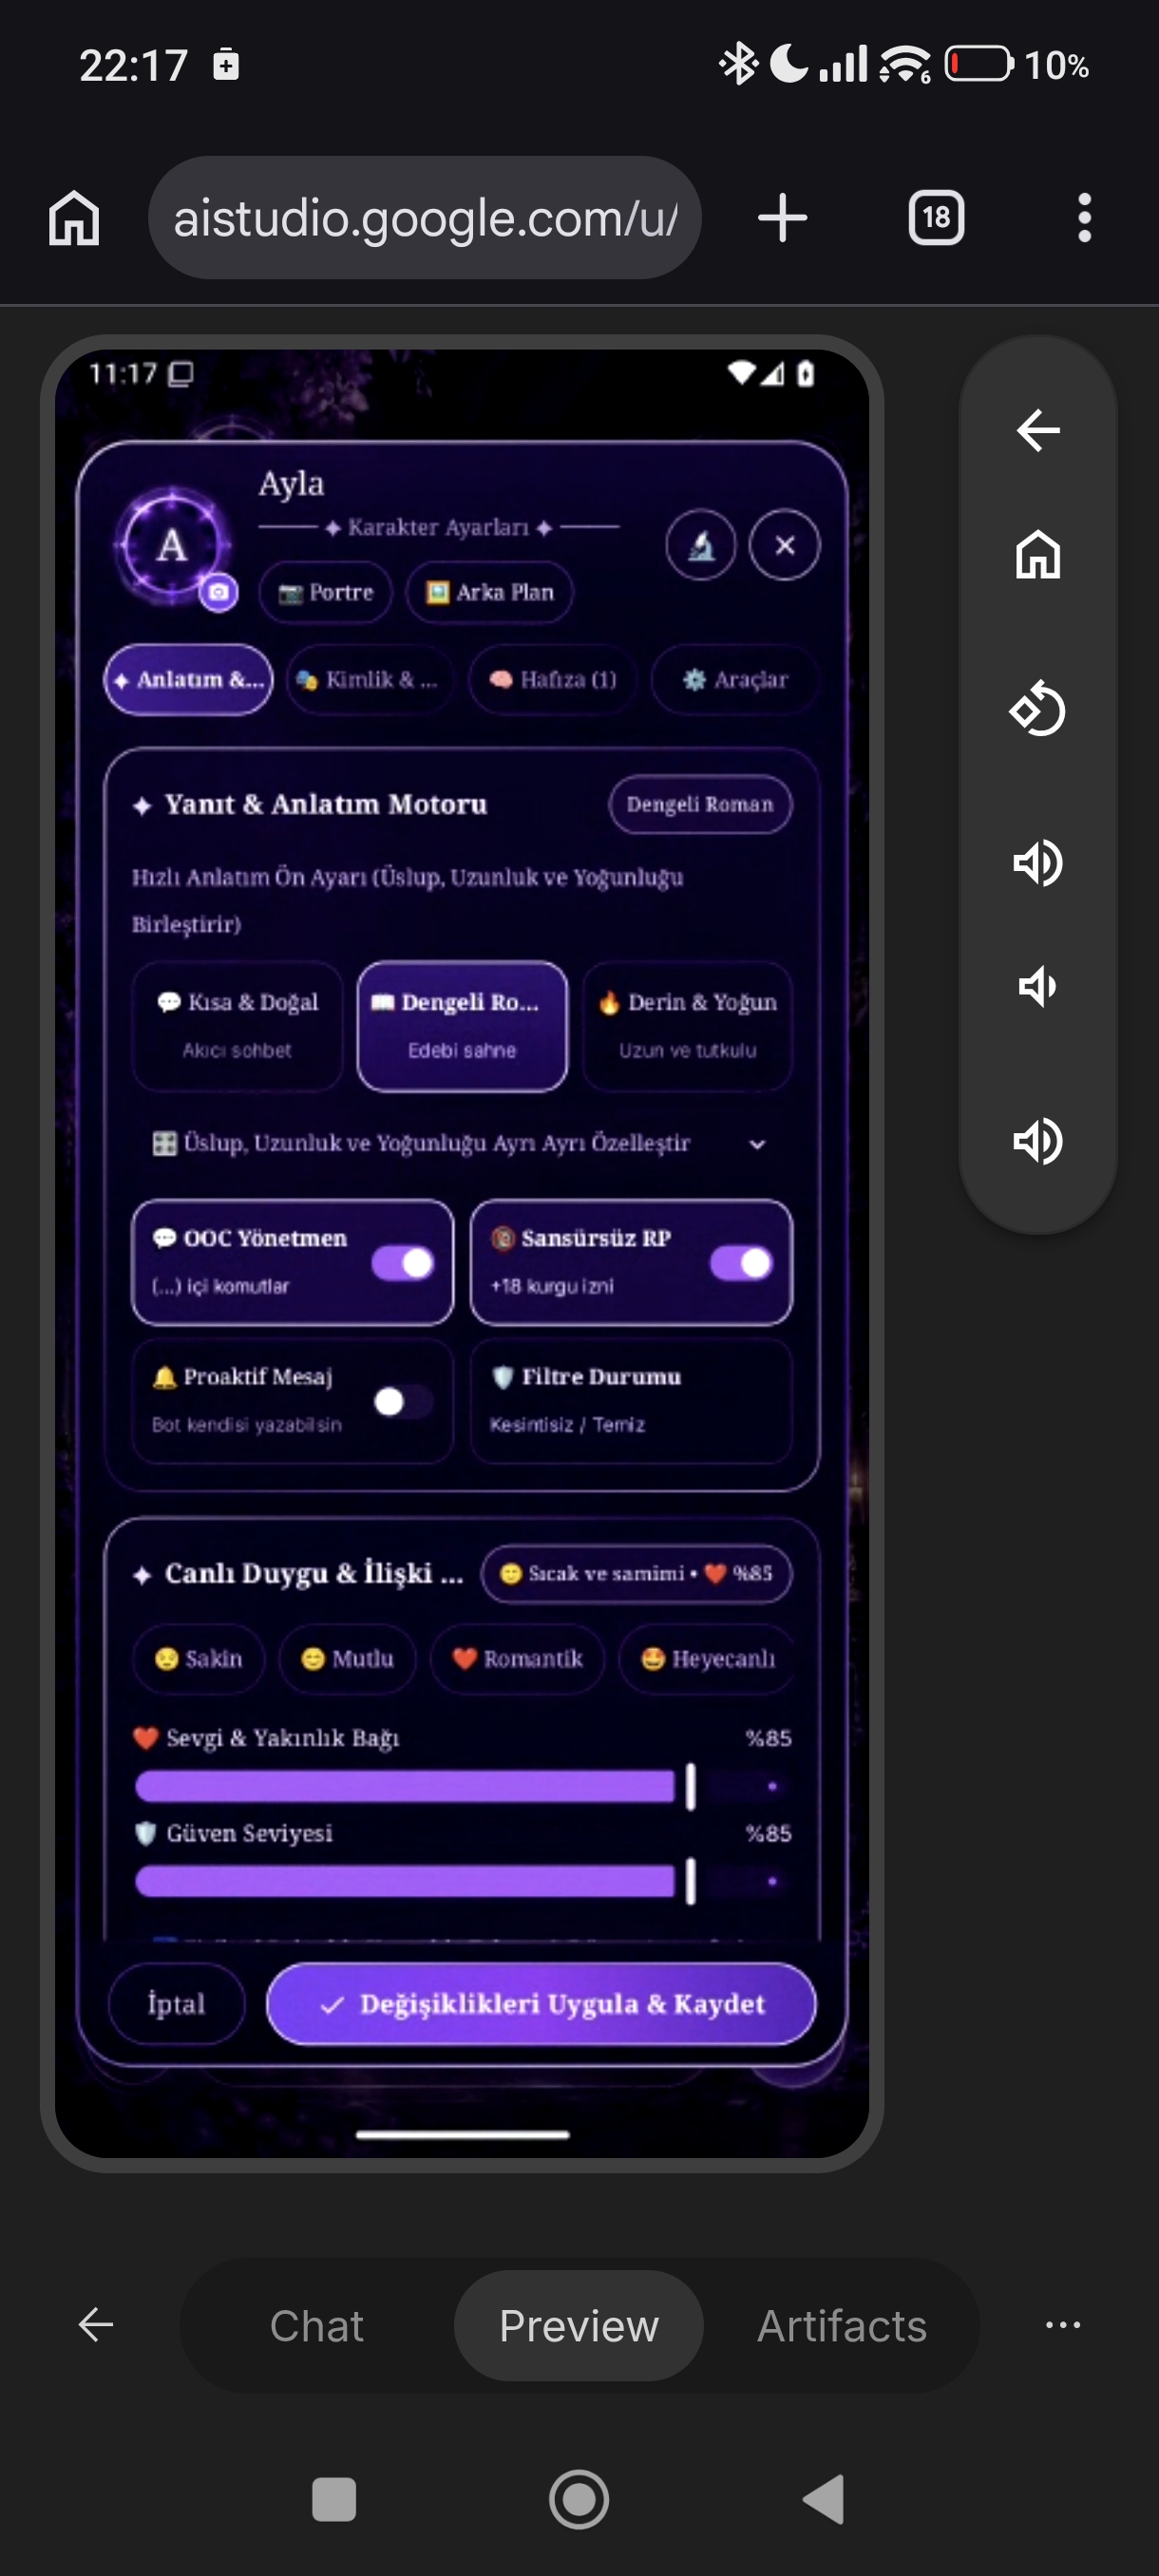 22:17
10%
aistudio.google.com/u/
18
11:17
Ayla
Karakter Ayarları
A
Portre
Arka Plan
Anlatım &...
Kimlik & ...
Hafıza (1)
Araçlar
Yanıt & Anlatım Motoru
Dengeli Roman
Hızlı Anlatım Ön Ayarı (Üslup, Uzunluk ve Yoğunluğu
Birleştirir)
Kısa & Doğal
Akıcı sohbet
Dengeli Ro...
Edebi sahne
Derin & Yoğun
Uzun ve tutkulu
Üslup, Uzunluk ve Yoğunluğu Ayrı Ayrı Özelleştir
OOC Yönetmen
(...) içi komutlar
Sansürsüz RP
+18 kurgu izni
Proaktif Mesaj
Bot kendisi yazabilsin
Filtre Durumu
Kesintisiz / Temiz
Canlı Duygu & İlişki ...
Sıcak ve samimi • ❤️ %85
Sakin
Mutlu
Romantik
Heyecanlı
Sevgi & Yakınlık Bağı
%85
Güven Seviyesi
%85
İptal
Değişiklikleri Uygula & Kaydet
Chat
Preview
Artifacts